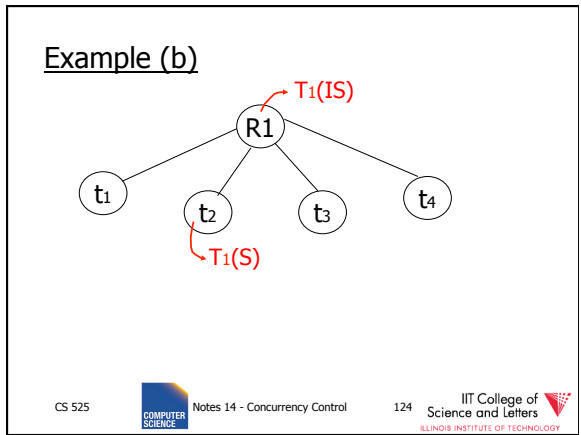 Example (b)
T1(IS)
R1
t1
t2
t3
t4
T1(S)
CS 525
COMPUTER
SCIENCE
Notes 14 - Concurrency Control
124
IIT College of
Science and Letters
ILLINOIS INSTITUTE OF TECHNOLOGY